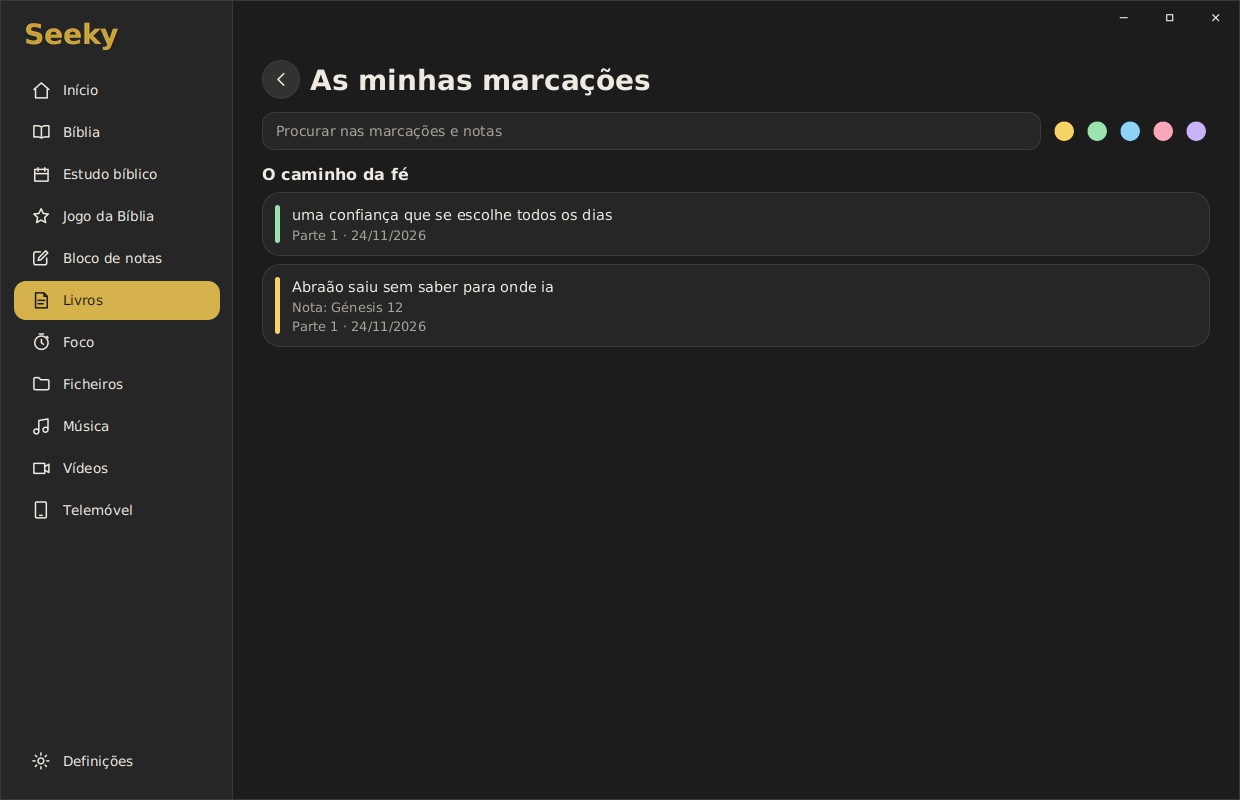 Seeky
Início
Bíblia
Estudo bíblico
Jogo da Bíblia
Bloco de notas
Livros
Foco
Ficheiros
Música
Vídeos
Telemóvel
Definições
As minhas marcações
Procurar nas marcações e notas
O caminho da fé
uma confiança que se escolhe todos os dias
Parte 1 · 24/11/2026
Abraão saiu sem saber para onde ia
Nota: Génesis 12
Parte 1 · 24/11/2026